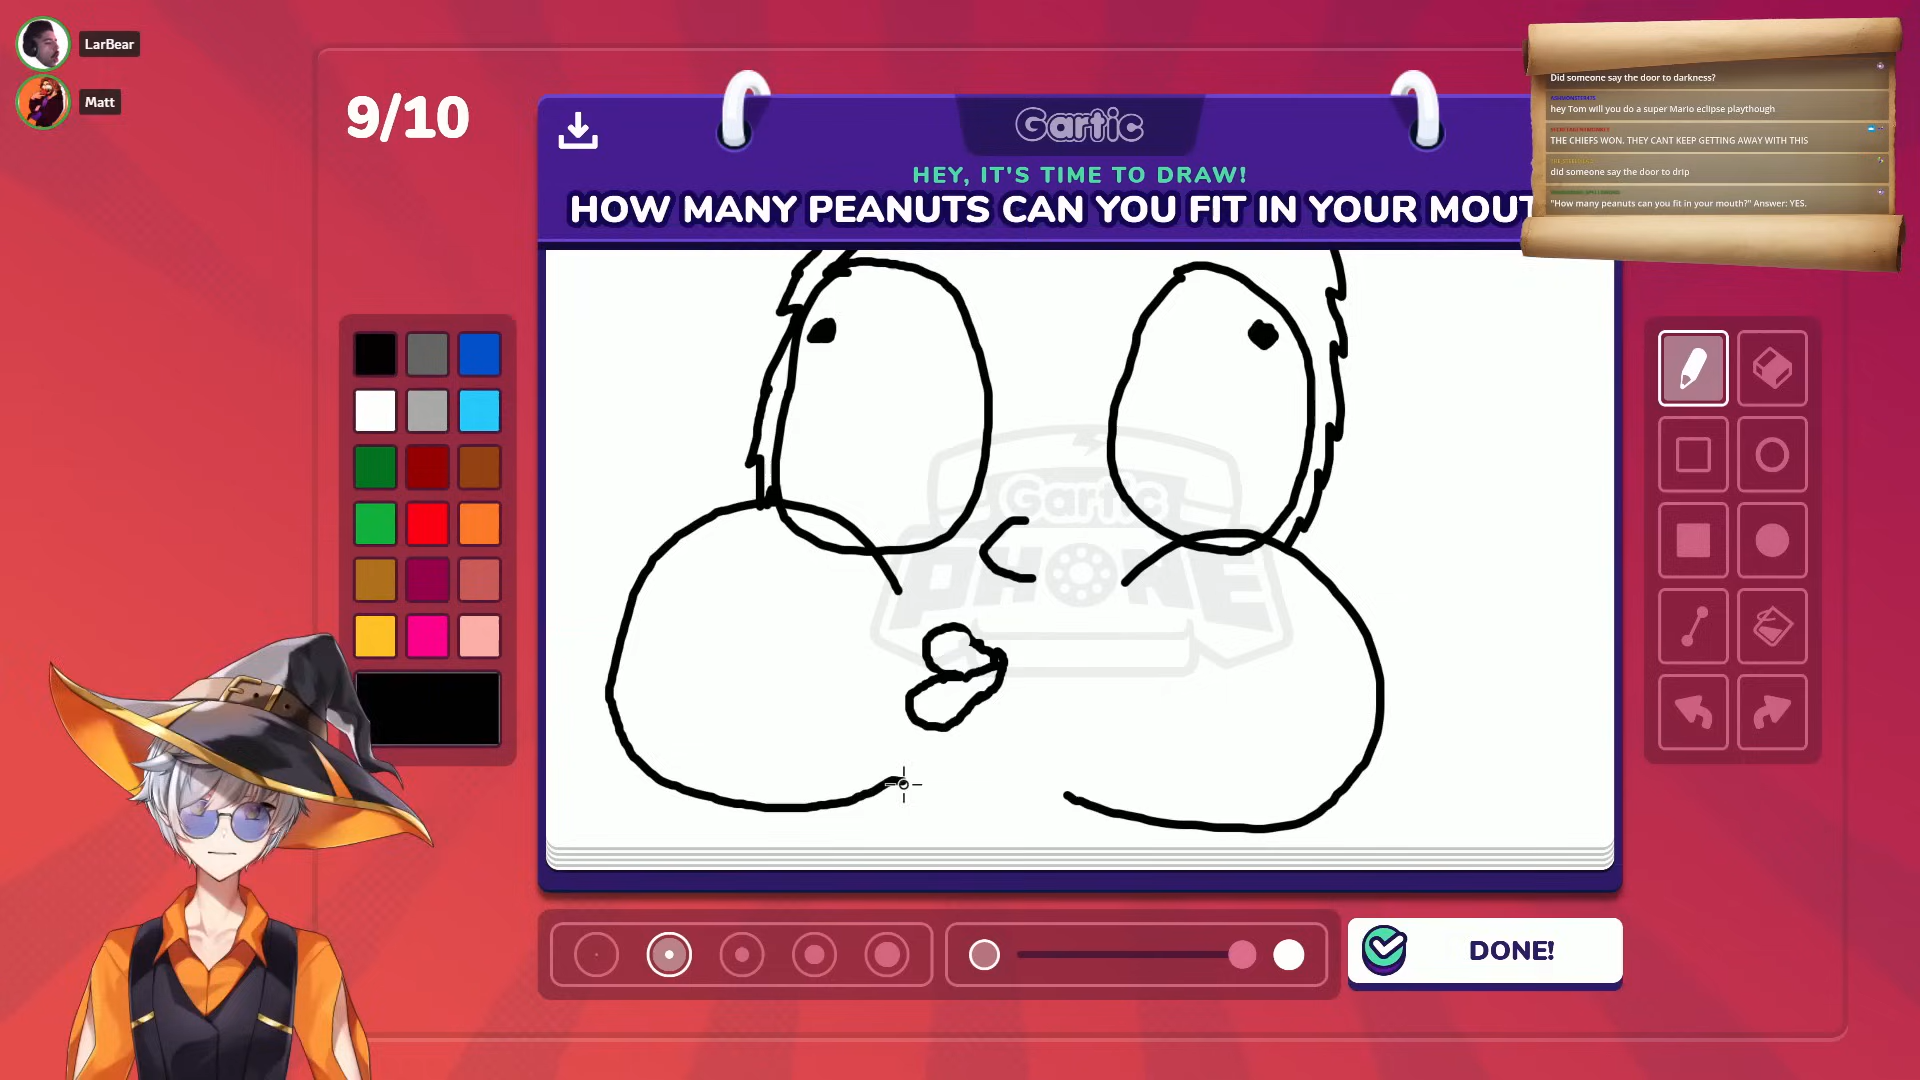 LarBear
Matt
9/10
Gartic
HEY, IT'S TIME TO DRAW!
HOW MANY PEANUTS CAN YOU FIT IN YOUR MOUT
Did someone say the door to darkness?
hey Tom will you do a super Mario eclipse playthough
THE CHIEFS WON. THEY CANT KEEP GETTING AWAY WITH THIS
did someone say the door to drip
"How many peanuts can you fit in your mouth?" Answer: YES.
Gartic
PHONE
DONE!